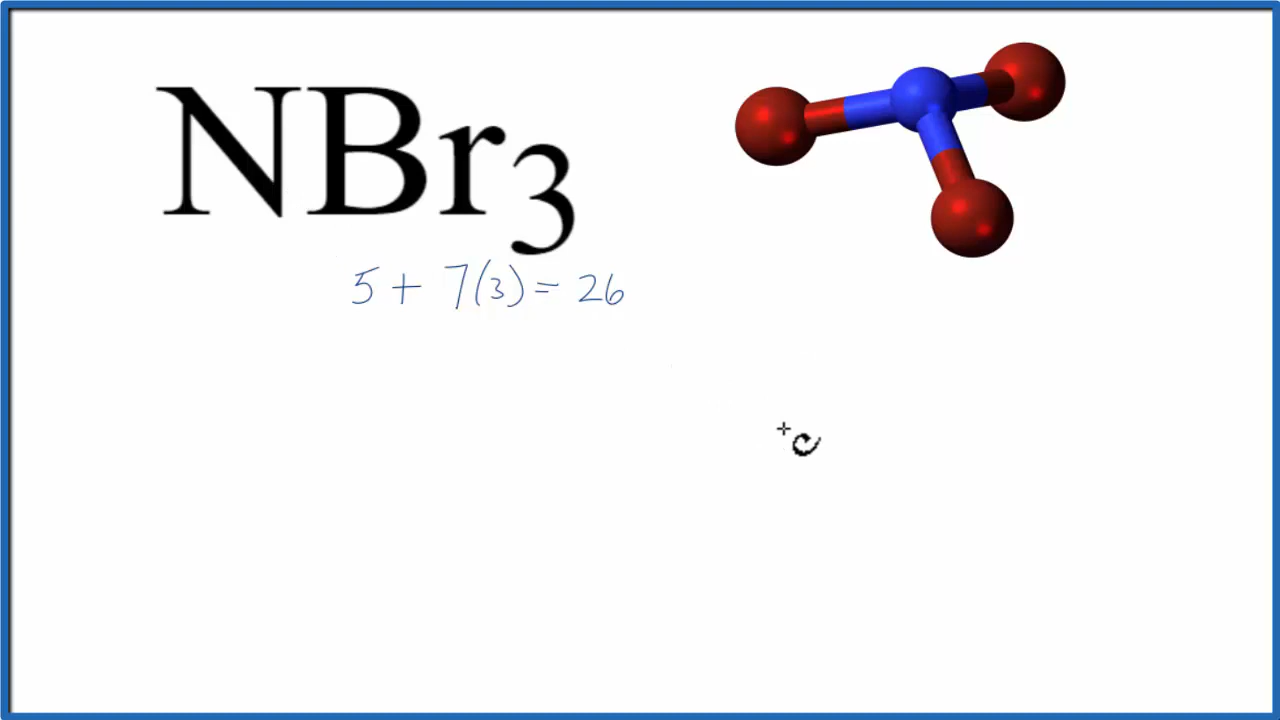 NBr₃
5 + 7(3) = 26